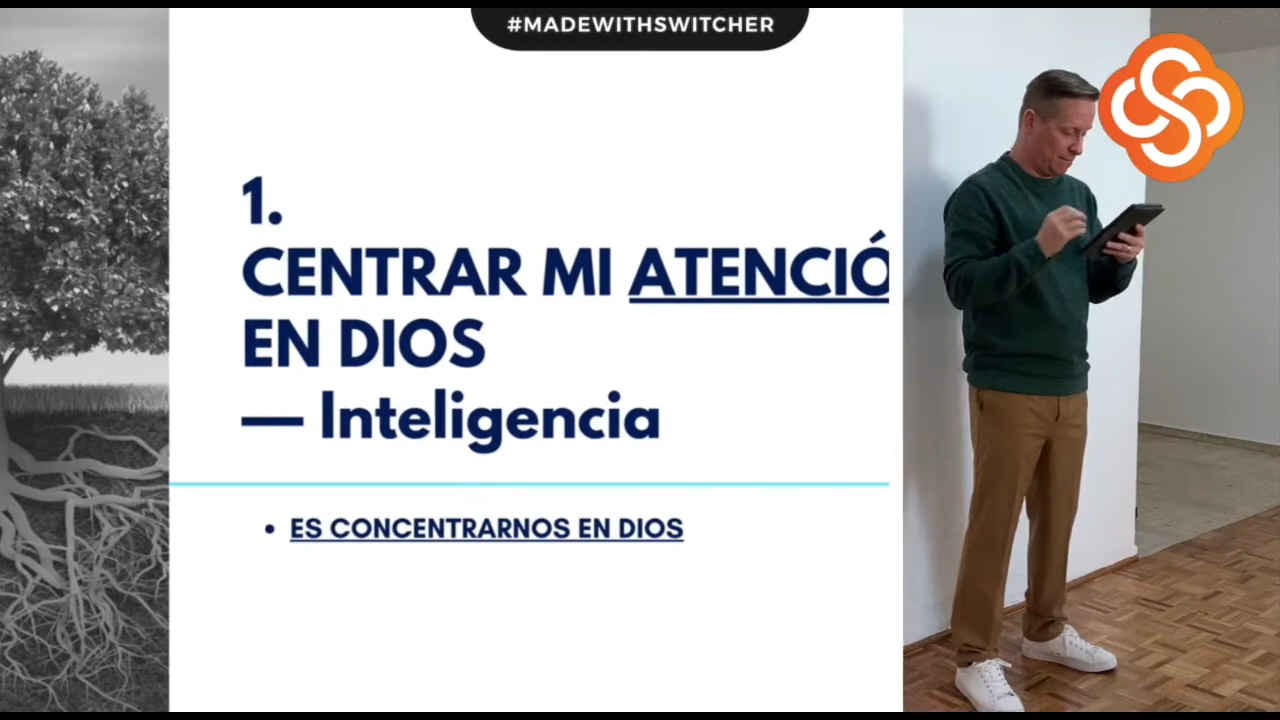 #MADEWITHSWITCHER
1.
CENTRAR MI ATENCIÓ
EN DIOS
— Inteligencia
• ES CONCENTRARNOS EN DIOS